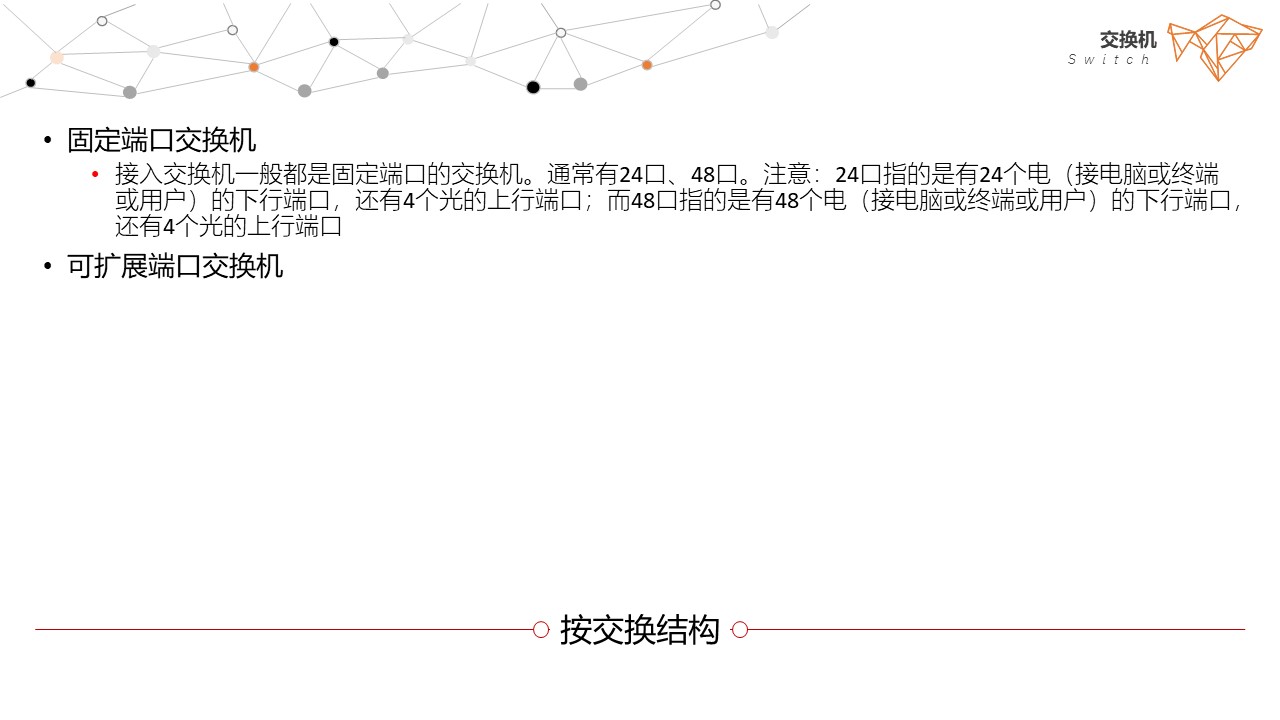 交换机
Switch
• 固定端口交换机
• 接入交换机一般都是固定端口的交换机。通常有24口、48口。注意：24口指的是有24个电（接电脑或终端
或用户）的下行端口，还有4个光的上行端口；而48口指的是有48个电（接电脑或终端或用户）的下行端口，
还有4个光的上行端口
• 可扩展端口交换机
按交换结构